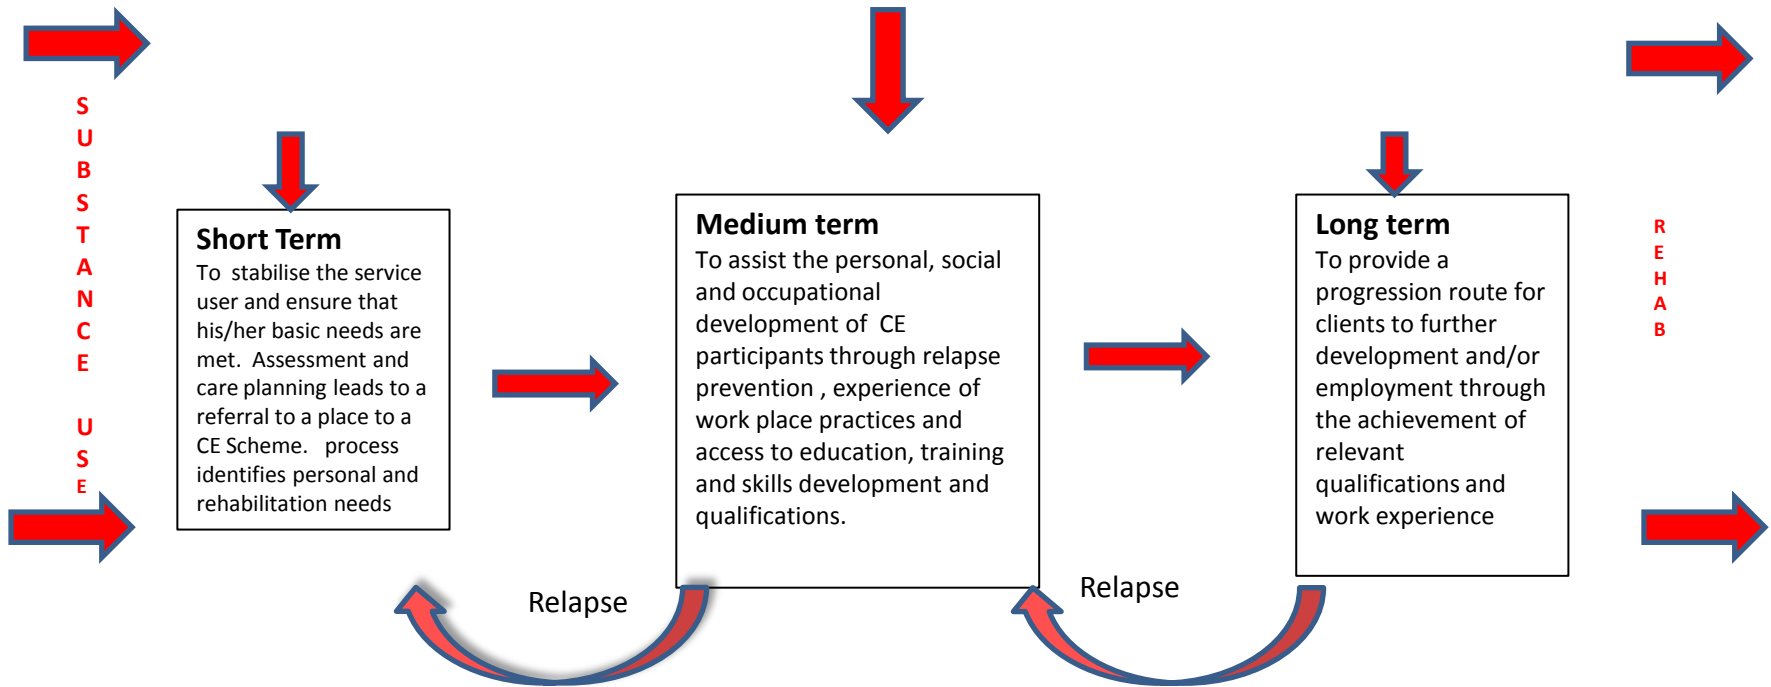 SUBSTANCE USE
Short Term
To stabilise the service
user and ensure that
his/her basic needs are
met. Assessment and
care planning leads to a
referral to a place to a
CE Scheme. process
identifies personal and
rehabilitation needs
Medium term
To assist the personal, social
and occupational
development of CE
participants through relapse
prevention , experience of
work place practices and
access to education, training
and skills development and
qualifications.
Long term
To provide a
progression route for
clients to further
development and/or
employment through
the achievement of
relevant
qualifications and
work experience
REHAB
Relapse
Relapse